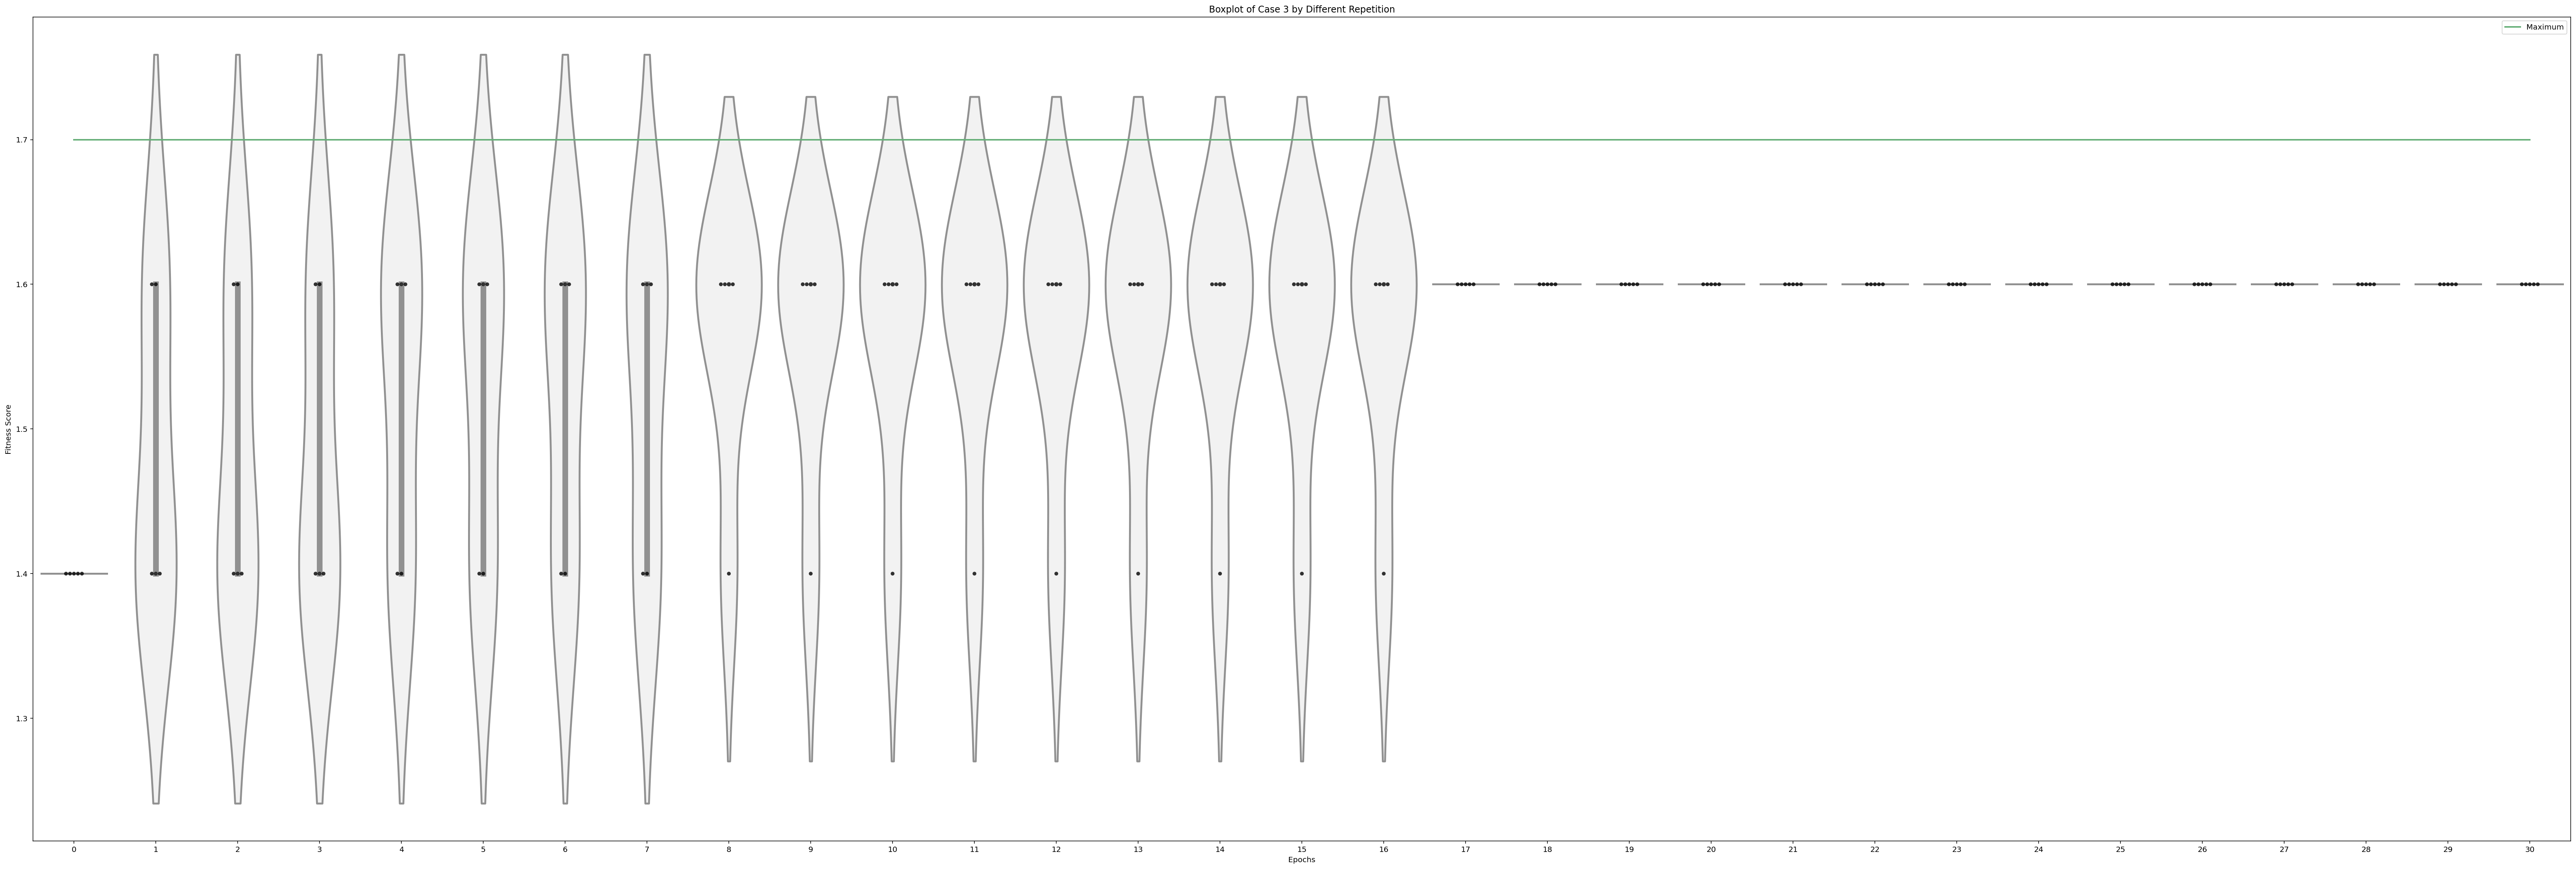 Boxplot of Case 3 by Different Repetition
Maximum
Fitness Score
1.7
1.6
1.5
1.4
1.3
0 1 2 3 4 5 6 7 8 9 10 11 12 13 14 15 16 17 18 19 20 21 22 23 24 25 26 27 28 29 30
Epochs